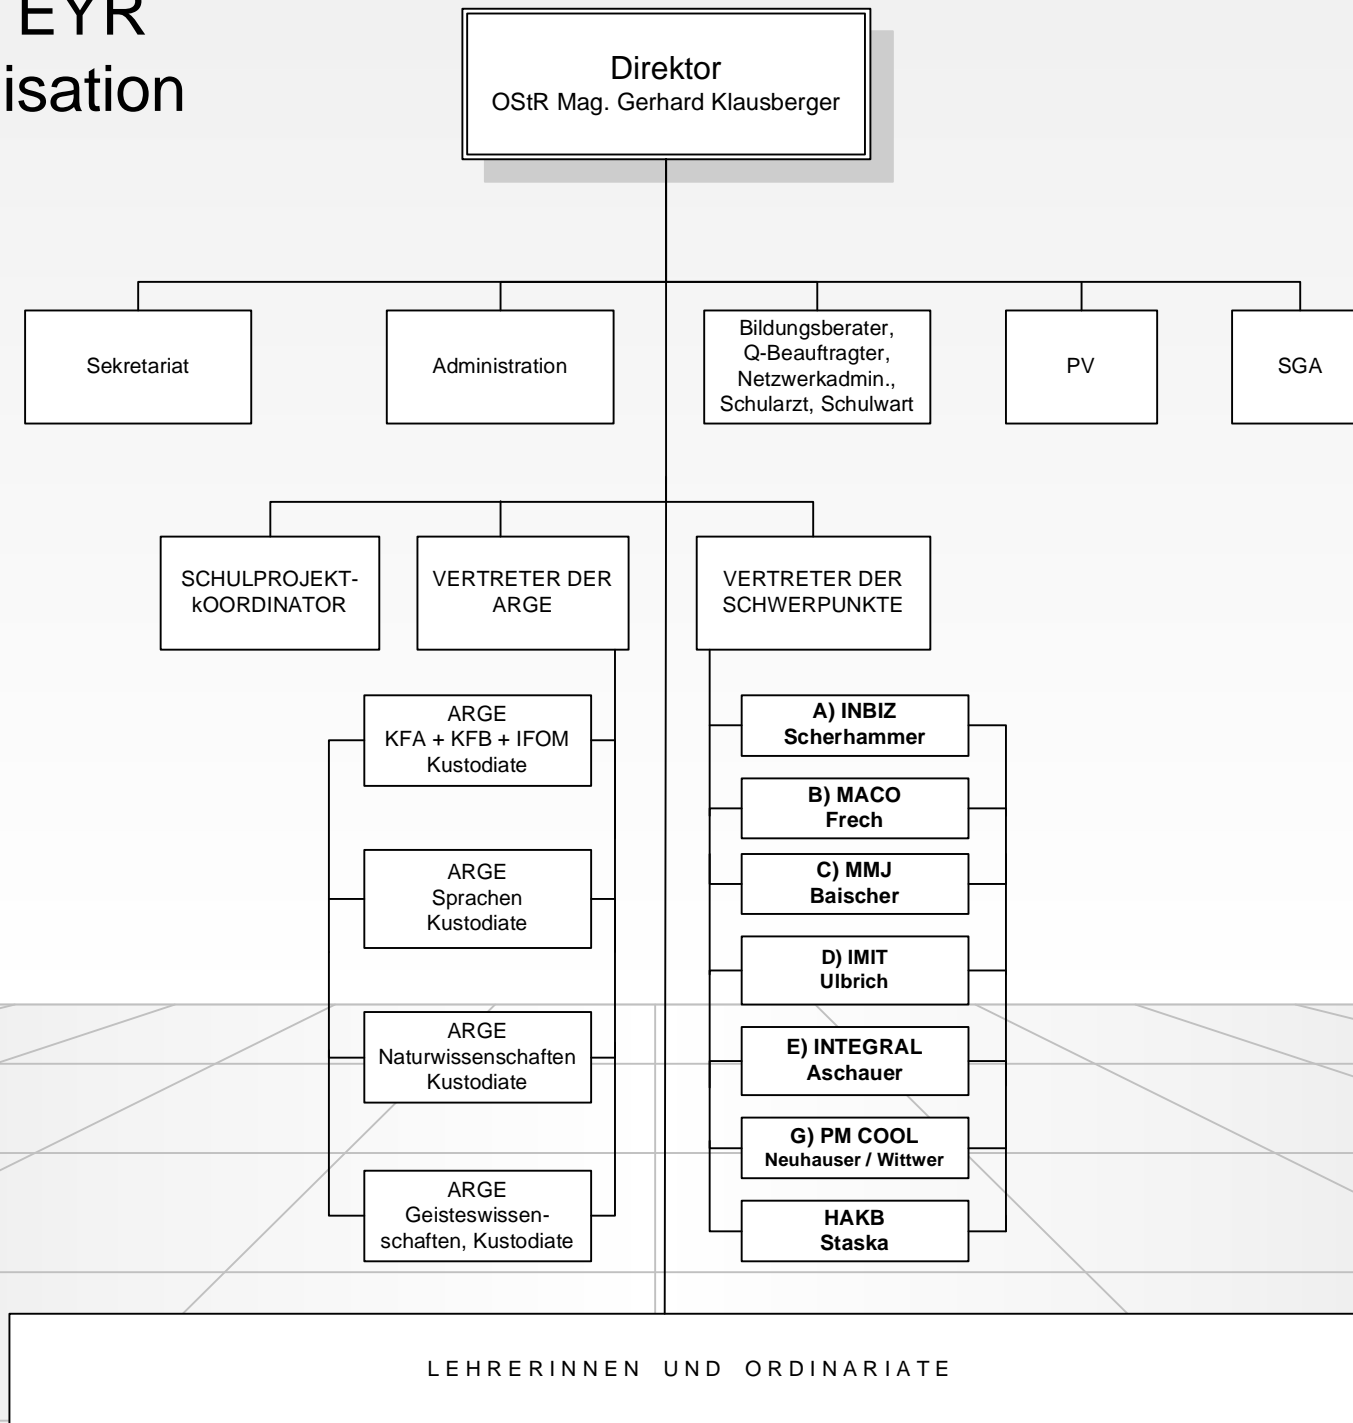 EYR
isation
Direktor
OStR Mag. Gerhard Klausberger
Sekretariat
Administration
Bildungsberater,
Q-Beauftragter,
Netzwerkadmin.,
Schularzt, Schulwart
PV
SGA
SCHULPROJEKT-
kOORDINATOR
VERTRETER DER
ARGE
VERTRETER DER
SCHWERPUNKTE
ARGE
KFA + KFB + IFOM
Kustodiate
ARGE
Sprachen
Kustodiate
ARGE
Naturwissenschaften
Kustodiate
ARGE
Geisteswissen-
schaften, Kustodiate
A) INBIZ
Scherhammer
B) MACO
Frech
C) MMJ
Baischer
D) IMIT
Ulbrich
E) INTEGRAL
Aschauer
G) PM COOL
Neuhauser / Wittwer
HAKB
Staska
LEHRERINNEN UND ORDINARIATE